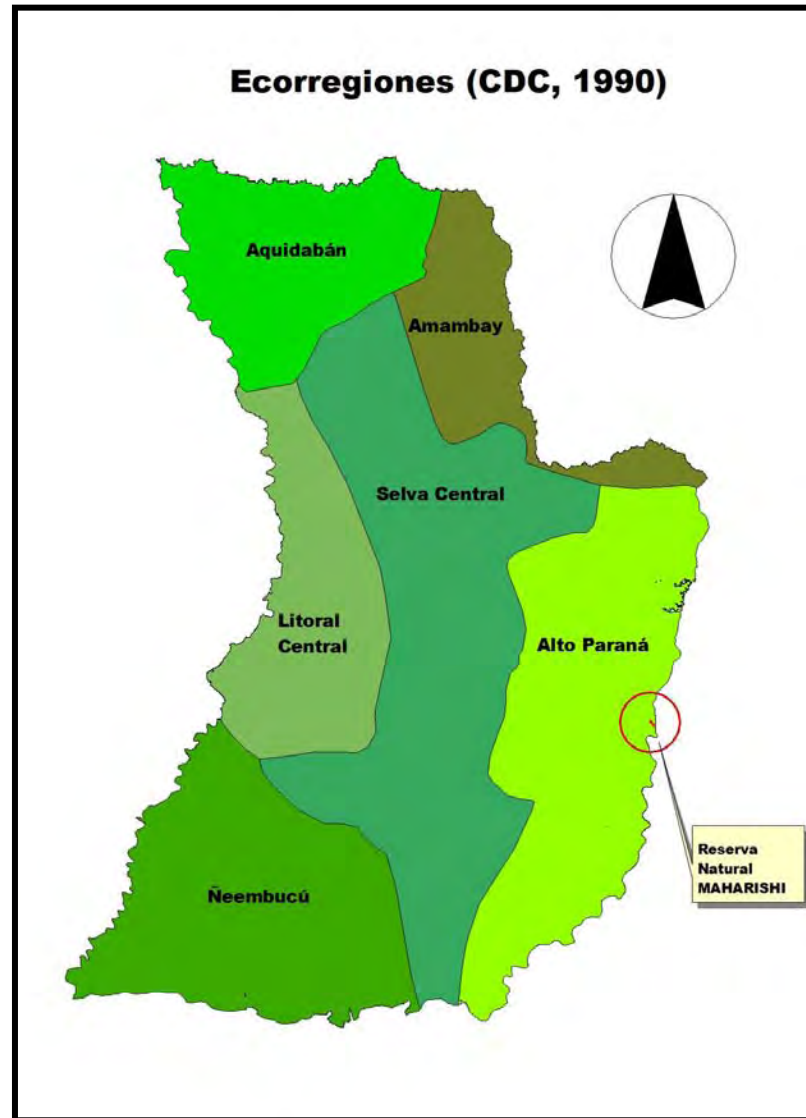 Ecorregiones (CDC, 1990)
Aquidabán
Amambay
Selva Central
Litoral
Central
Alto Paraná
Reserva
Natural
MAHARISHI
Ñeembucú